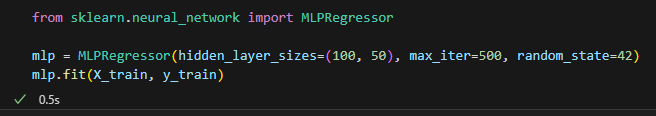 from sklearn.neural_network import MLPRegressor
mlp = MLPRegressor(hidden_layer_sizes=(100, 50), max_iter=500, random_state=42)
mlp.fit(X_train, y_train)
0.5s